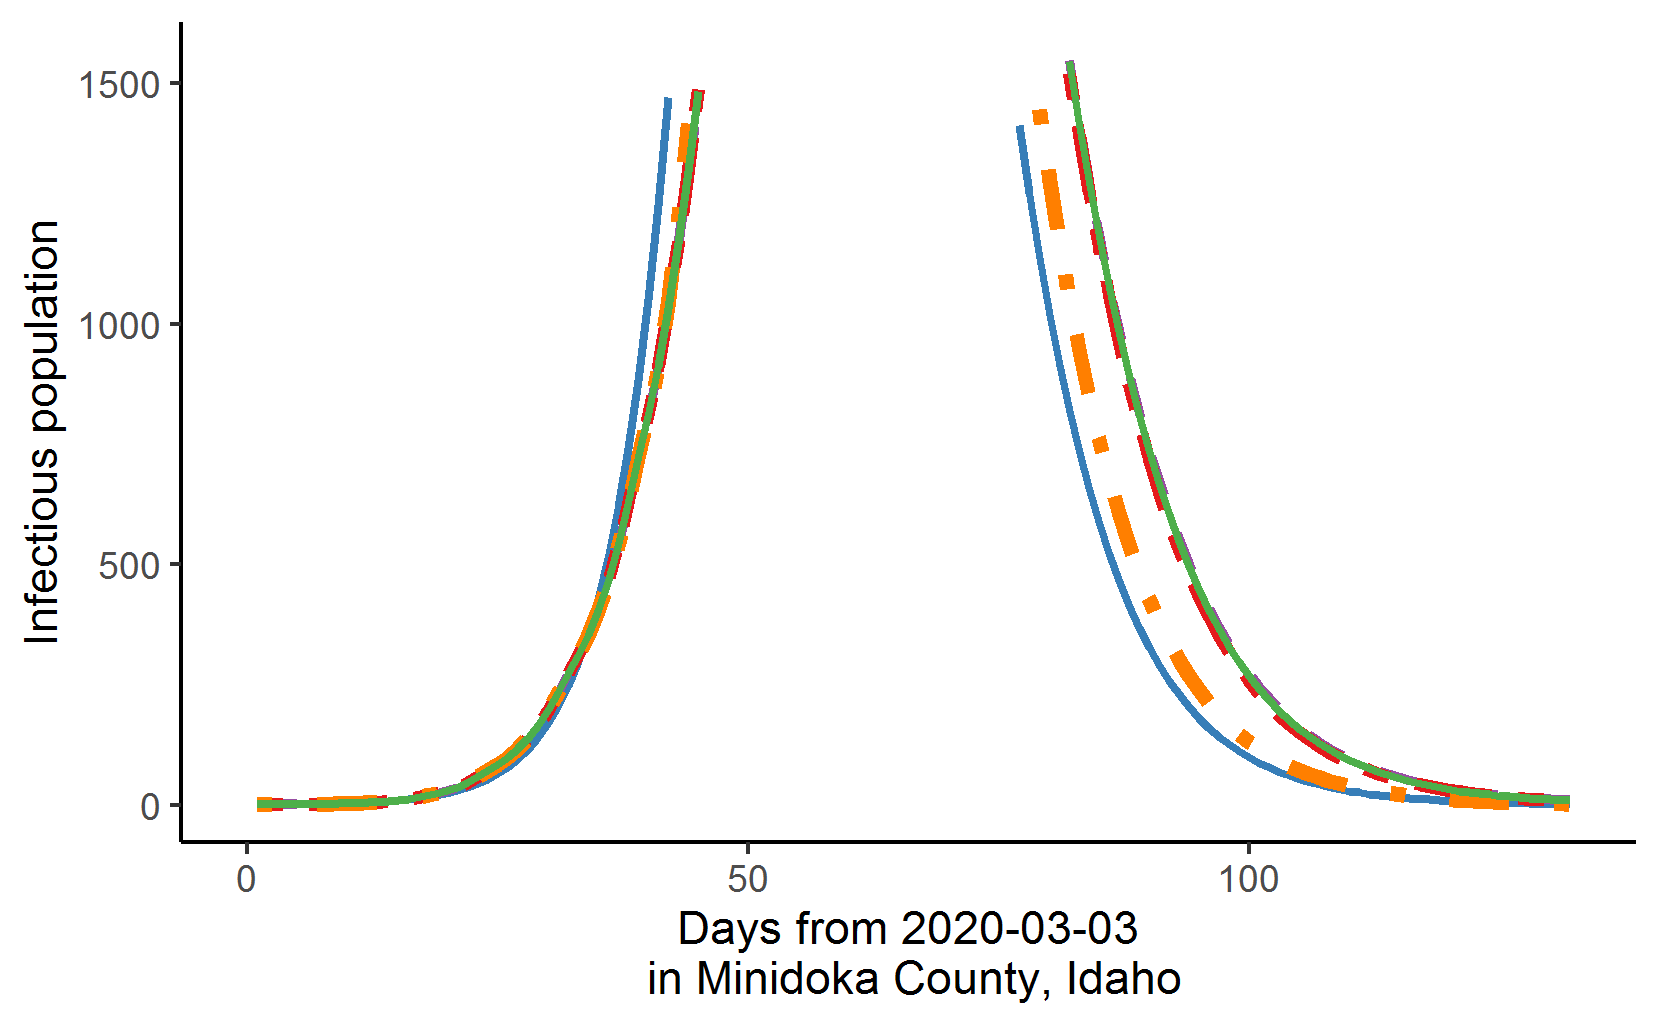 Infectious population
1500
1000
500
0
0 50 100
Days from 2020-03-03
in Minidoka County, Idaho